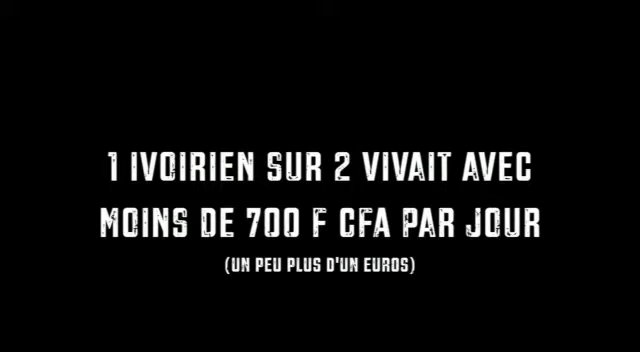 1 IVOIRIEN SUR 2 VIVAIT AVEC
MOINS DE 700 F CFA PAR JOUR
(UN PEU PLUS D'UN EUROS)